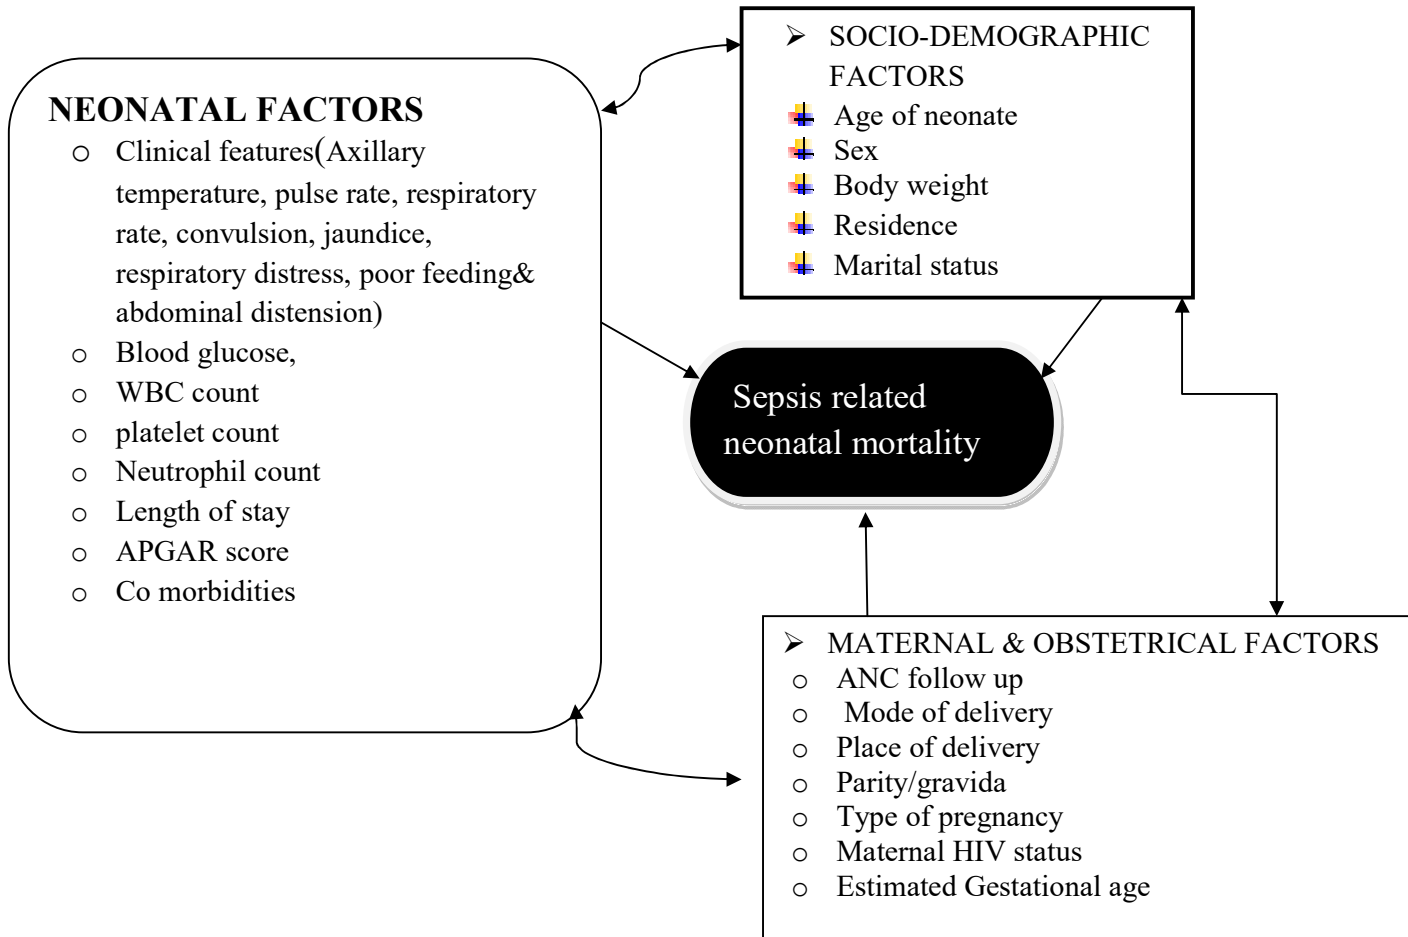 NEONATAL FACTORS
o Clinical features(Axillary
temperature, pulse rate, respiratory
rate, convulsion, jaundice,
respiratory distress, poor feeding&
abdominal distension)
o Blood glucose,
o WBC count
o platelet count
o Neutrophil count
o Length of stay
o APGAR score
o Co morbidities
➢ SOCIO-DEMOGRAPHIC
FACTORS
Age of neonate
Sex
Body weight
Residence
Marital status
Sepsis related
neonatal mortality
➢ MATERNAL & OBSTETRICAL FACTORS
o ANC follow up
o Mode of delivery
o Place of delivery
o Parity/gravida
o Type of pregnancy
o Maternal HIV status
o Estimated Gestational age